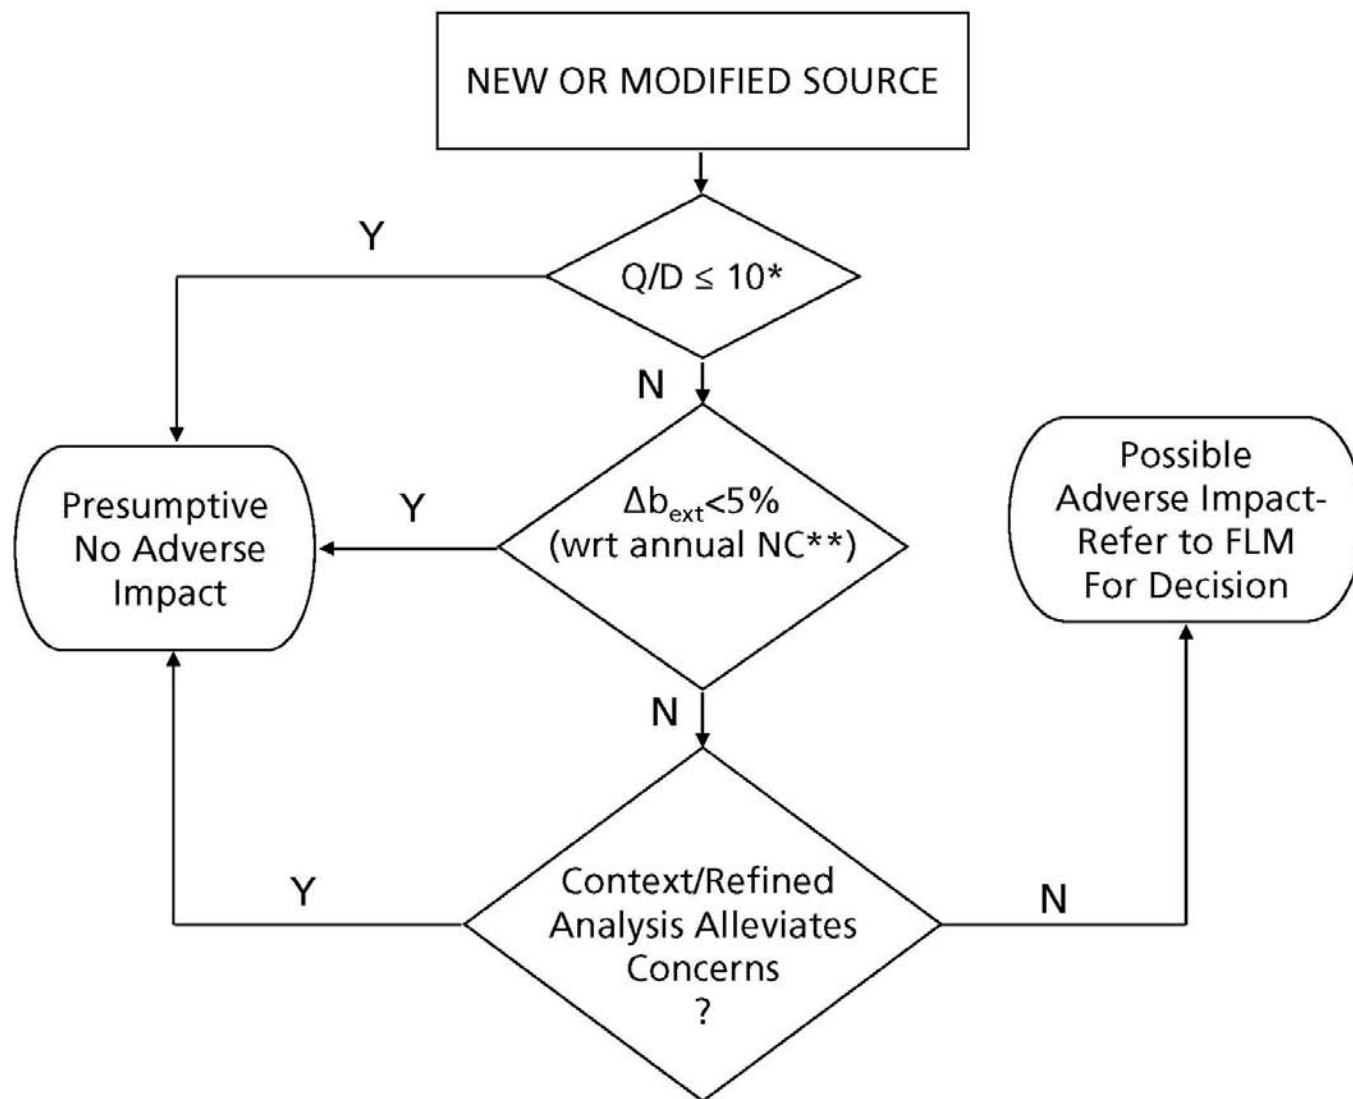 NEW OR MODIFIED SOURCE
Y
Q/D ≤ 10*
N
Presumptive
No Adverse
Impact
Y
Δbext<5%
(wrt annual NC**)
Possible
Adverse Impact-
Refer to FLM
For Decision
N
Y
Context/Refined
Analysis Alleviates
Concerns
?
N